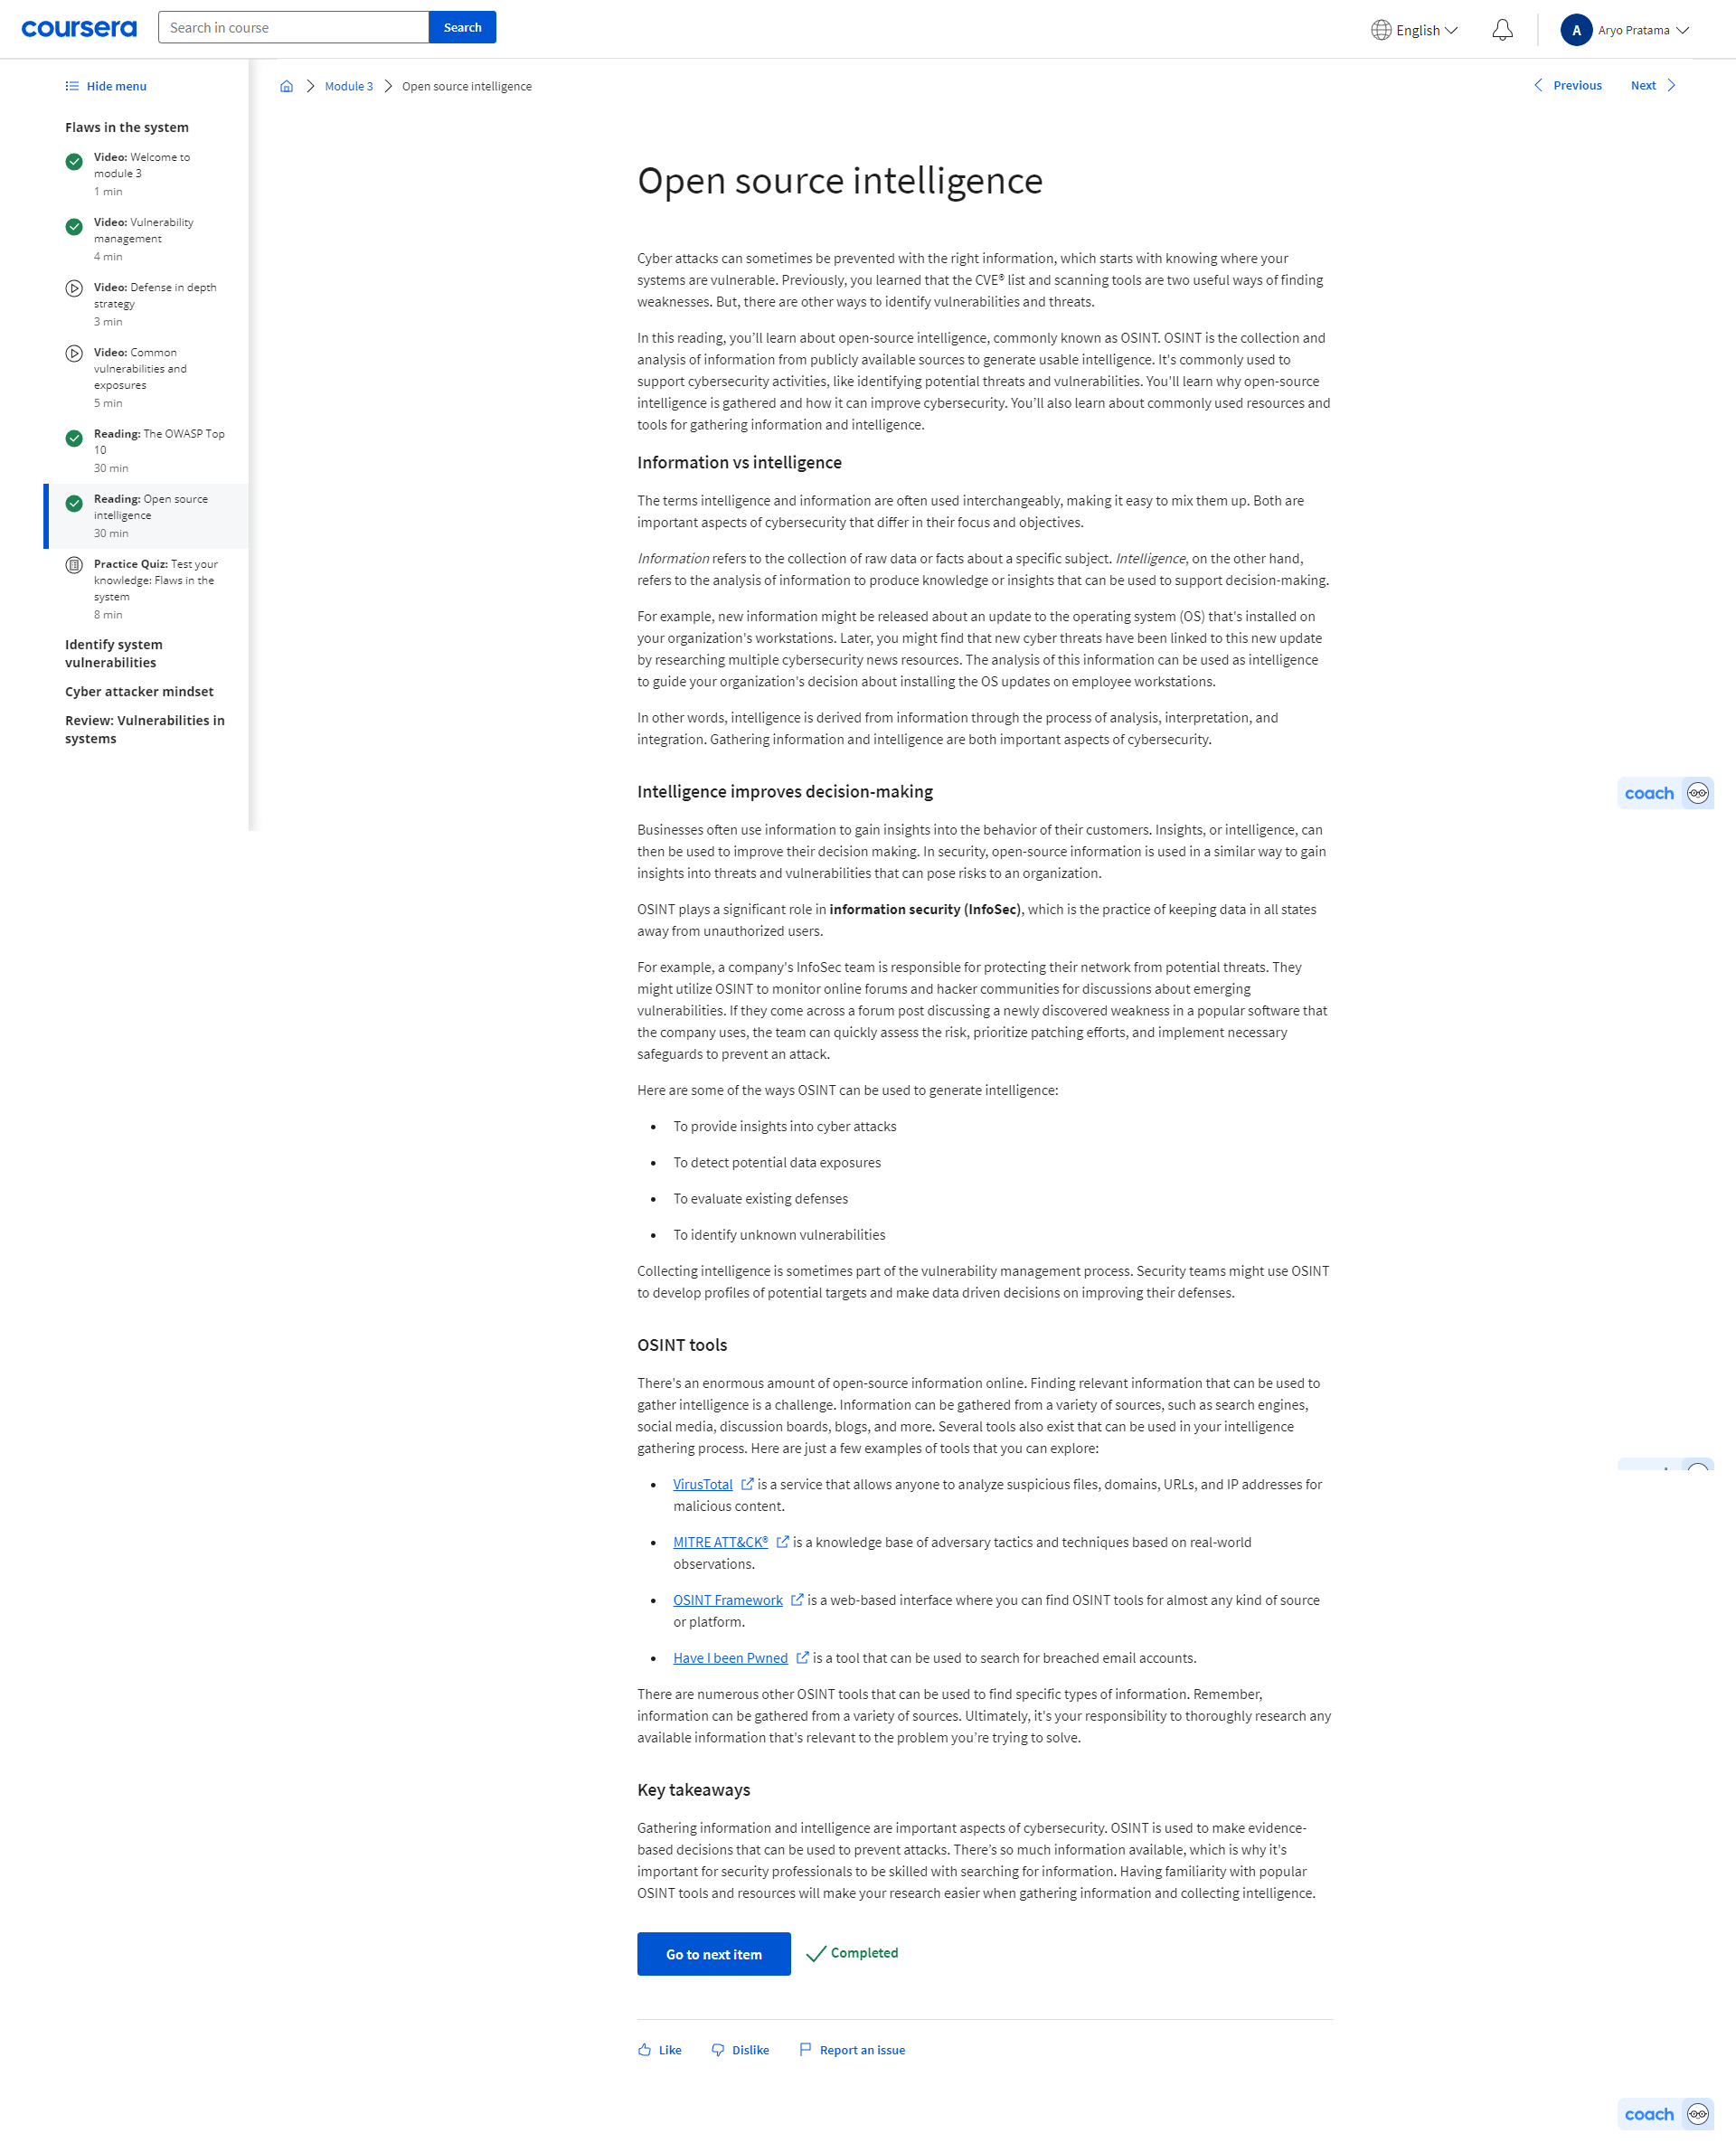 coursera
Search in course
Search
English
A
Aryo Pratama
Hide menu
Flaws in the system
Video: Welcome to
module 3
1 min
Video: Vulnerability
management
4 min
Video: Defense in depth
strategy
3 min
Video: Common
vulnerabilities and
exposures
5 min
Reading: The OWASP Top
10
30 min
Reading: Open source
intelligence
30 min
Practice Quiz: Test your
knowledge: Flaws in the
system
8 min
Identify system
vulnerabilities
Cyber attacker mindset
Review: Vulnerabilities in
systems
Module 3
Open source intelligence
Previous
Next
Open source intelligence
Cyber attacks can sometimes be prevented with the right information, which starts with knowing where your
systems are vulnerable. Previously, you learned that the CVE® list and scanning tools are two useful ways of finding
weaknesses. But, there are other ways to identify vulnerabilities and threats.
In this reading, you’ll learn about open-source intelligence, commonly known as OSINT. OSINT is the collection and
analysis of information from publicly available sources to generate usable intelligence. It's commonly used to
support cybersecurity activities, like identifying potential threats and vulnerabilities. You'll learn why open-source
intelligence is gathered and how it can improve cybersecurity. You’ll also learn about commonly used resources and
tools for gathering information and intelligence.
Information vs intelligence
The terms intelligence and information are often used interchangeably, making it easy to mix them up. Both are
important aspects of cybersecurity that differ in their focus and objectives.
Information refers to the collection of raw data or facts about a specific subject. Intelligence, on the other hand,
refers to the analysis of information to produce knowledge or insights that can be used to support decision-making.
For example, new information might be released about an update to the operating system (OS) that's installed on
your organization's workstations. Later, you might find that new cyber threats have been linked to this new update
by researching multiple cybersecurity news resources. The analysis of this information can be used as intelligence
to guide your organization's decision about installing the OS updates on employee workstations.
In other words, intelligence is derived from information through the process of analysis, interpretation, and
integration. Gathering information and intelligence are both important aspects of cybersecurity.
Intelligence improves decision-making
coach
Businesses often use information to gain insights into the behavior of their customers. Insights, or intelligence, can
then be used to improve their decision making. In security, open-source information is used in a similar way to gain
insights into threats and vulnerabilities that can pose risks to an organization.
OSINT plays a significant role in information security (InfoSec), which is the practice of keeping data in all states
away from unauthorized users.
For example, a company's InfoSec team is responsible for protecting their network from potential threats. They
might utilize OSINT to monitor online forums and hacker communities for discussions about emerging
vulnerabilities. If they come across a forum post discussing a newly discovered weakness in a popular software that
the company uses, the team can quickly assess the risk, prioritize patching efforts, and implement necessary
safeguards to prevent an attack.
Here are some of the ways OSINT can be used to generate intelligence:
• To provide insights into cyber attacks
• To detect potential data exposures
• To evaluate existing defenses
• To identify unknown vulnerabilities
Collecting intelligence is sometimes part of the vulnerability management process. Security teams might use OSINT
to develop profiles of potential targets and make data driven decisions on improving their defenses.
OSINT tools
There's an enormous amount of open-source information online. Finding relevant information that can be used to
gather intelligence is a challenge. Information can be gathered from a variety of sources, such as search engines,
social media, discussion boards, blogs, and more. Several tools also exist that can be used in your intelligence
gathering process. Here are just a few examples of tools that you can explore:
• VirusTotal is a service that allows anyone to analyze suspicious files, domains, URLs, and IP addresses for
malicious content.
• MITRE ATT&CK® is a knowledge base of adversary tactics and techniques based on real-world
observations.
• OSINT Framework is a web-based interface where you can find OSINT tools for almost any kind of source
or platform.
• Have I been Pwned is a tool that can be used to search for breached email accounts.
There are numerous other OSINT tools that can be used to find specific types of information. Remember,
information can be gathered from a variety of sources. Ultimately, it's your responsibility to thoroughly research any
available information that’s relevant to the problem you’re trying to solve.
Key takeaways
Gathering information and intelligence are important aspects of cybersecurity. OSINT is used to make evidence-
based decisions that can be used to prevent attacks. There’s so much information available, which is why it's
important for security professionals to be skilled with searching for information. Having familiarity with popular
OSINT tools and resources will make your research easier when gathering information and collecting intelligence.
Go to next item
Completed
Like
Dislike
Report an issue
coach